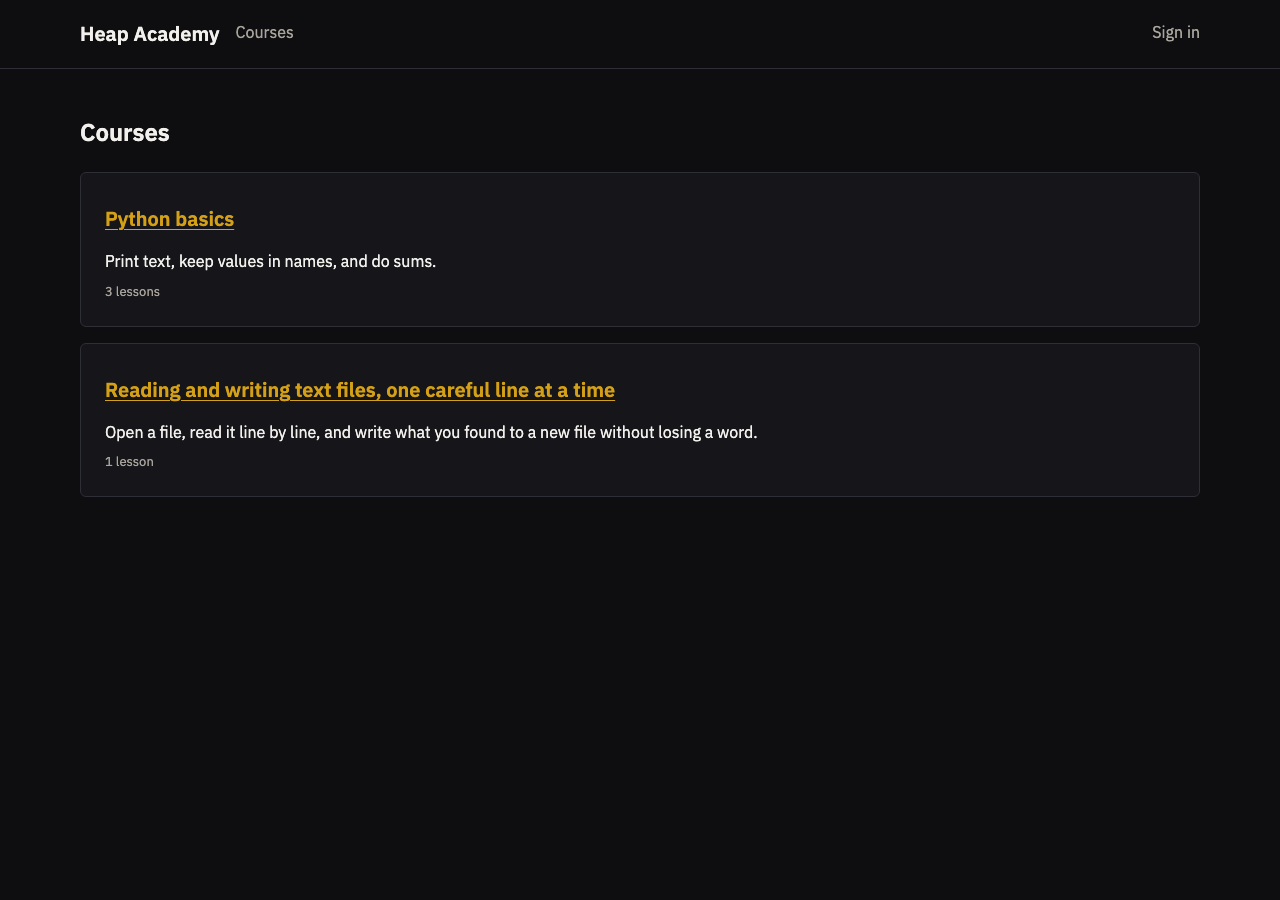 Heap Academy Courses Sign in
Courses
Python basics
Print text, keep values in names, and do sums.
3 lessons
Reading and writing text files, one careful line at a time
Open a file, read it line by line, and write what you found to a new file without losing a word.
1 lesson